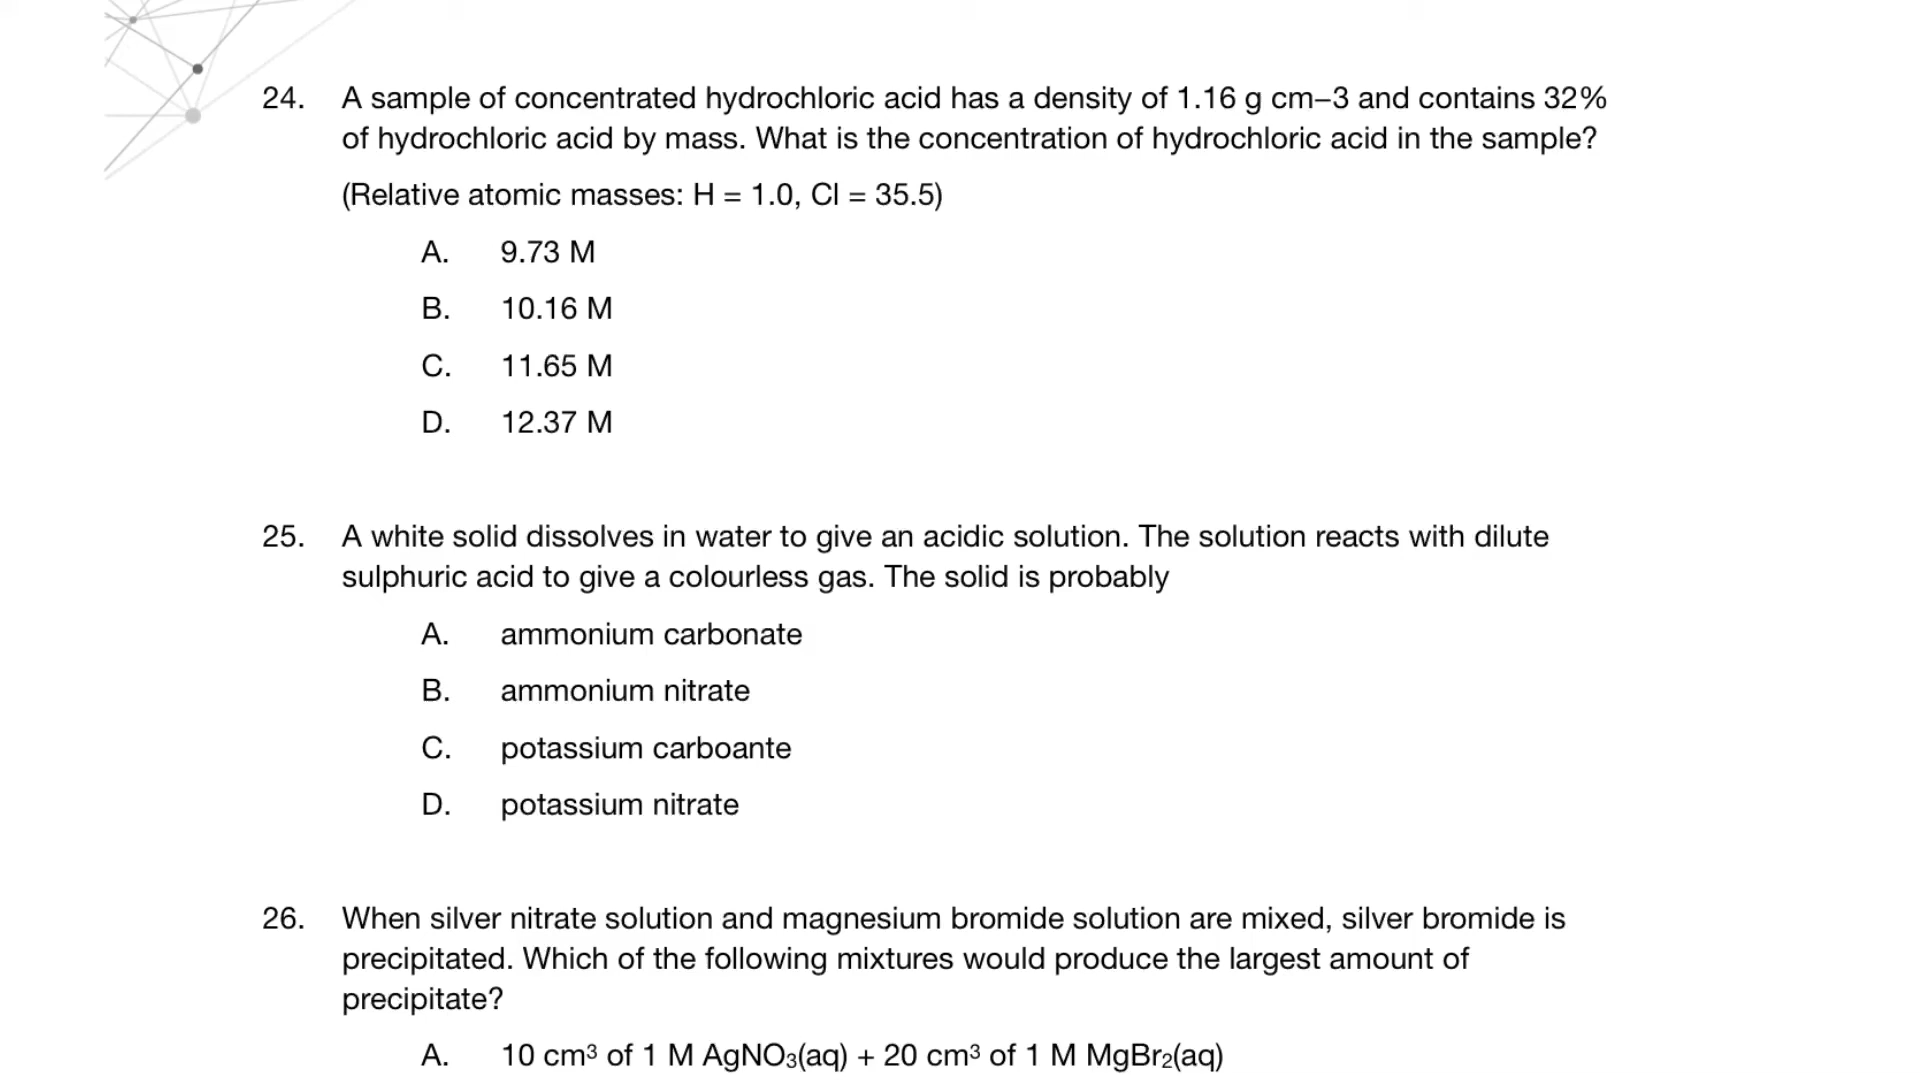 24. A sample of concentrated hydrochloric acid has a density of 1.16 g cm–3 and contains 32%
of hydrochloric acid by mass. What is the concentration of hydrochloric acid in the sample?
(Relative atomic masses: H = 1.0, Cl = 35.5)
A. 9.73 M
B. 10.16 M
C. 11.65 M
D. 12.37 M
25. A white solid dissolves in water to give an acidic solution. The solution reacts with dilute
sulphuric acid to give a colourless gas. The solid is probably
A. ammonium carbonate
B. ammonium nitrate
C. potassium carboante
D. potassium nitrate
26. When silver nitrate solution and magnesium bromide solution are mixed, silver bromide is
precipitated. Which of the following mixtures would produce the largest amount of
precipitate?
A. 10 cm³ of 1 M AgNO₃(aq) + 20 cm³ of 1 M MgBr₂(aq)